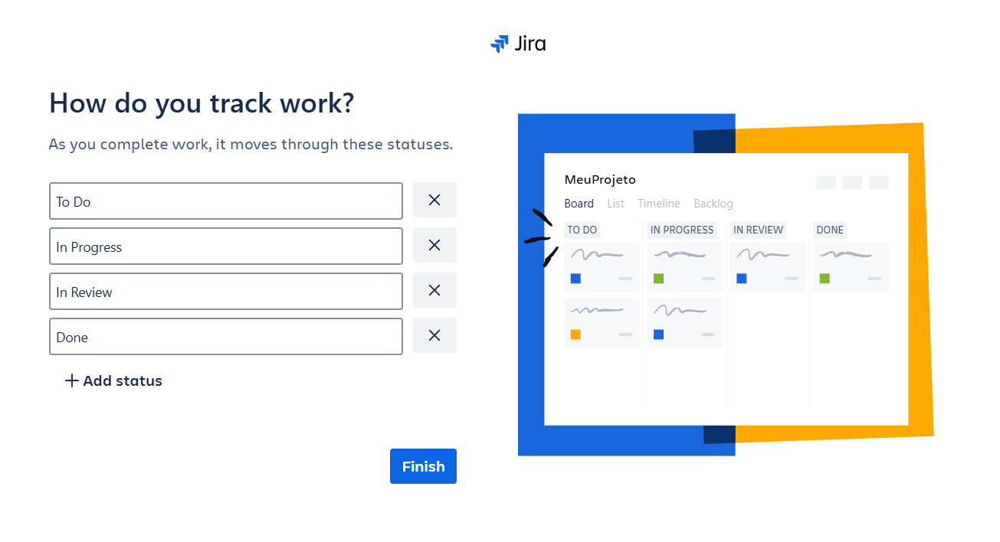 Jira
How do you track work?
As you complete work, it moves through these statuses.
To Do
In Progress
In Review
Done
Add status
Finish
MeuProjeto
Board List Timeline Backlog
TO DO IN PROGRESS IN REVIEW DONE